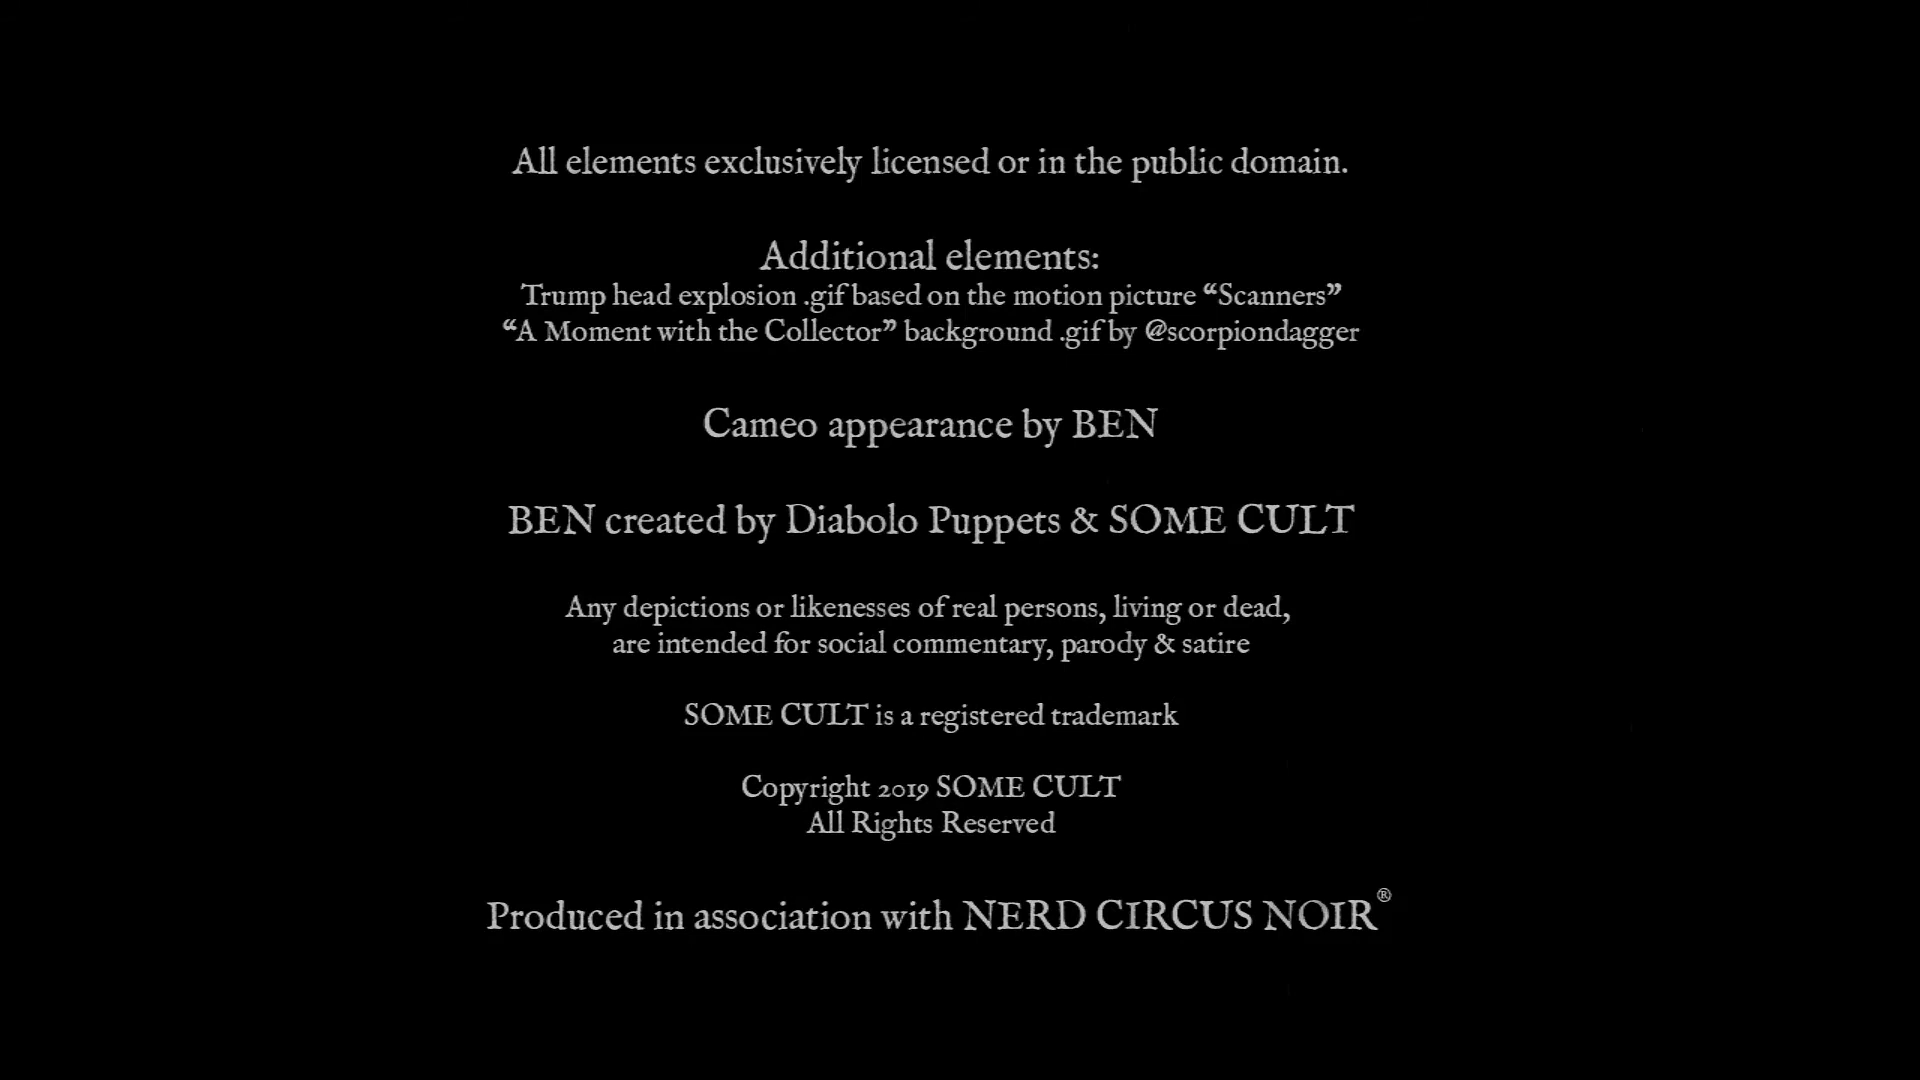 All elements exclusively licensed or in the public domain.
Additional elements:
Trump head explosion .gif based on the motion picture “Scanners”
“A Moment with the Collector” background .gif by @scorpiondagger
Cameo appearance by BEN
BEN created by Diabolo Puppets & SOME CULT
Any depictions or likenesses of real persons, living or dead,
are intended for social commentary, parody & satire
SOME CULT is a registered trademark
Copyright 2019 SOME CULT
All Rights Reserved
Produced in association with NERD CIRCUS NOIR®